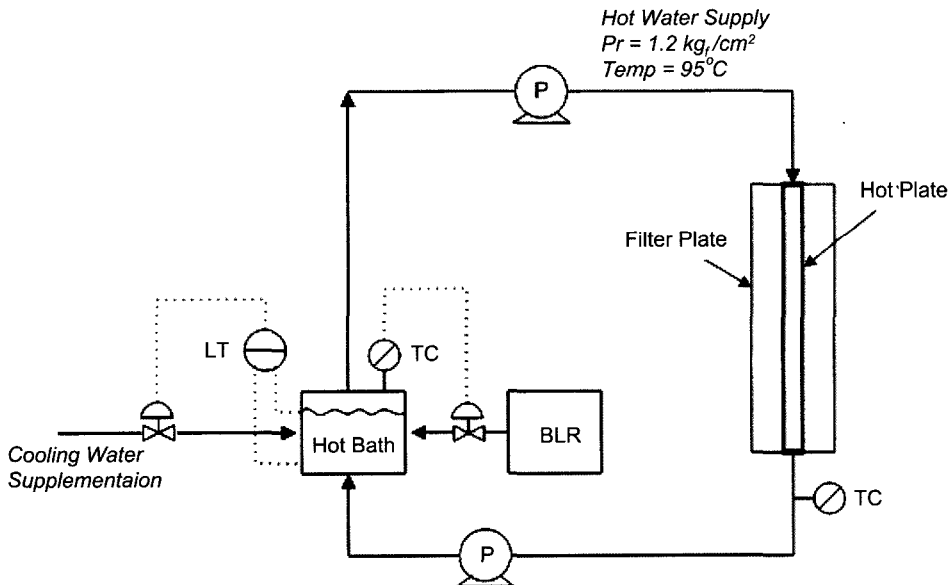 Hot Water Supply
Pr = 1.2 kgf/cm²
Temp = 95°C
P
Hot Plate
Filter Plate
LT
TC
Hot Bath
BLR
Cooling Water
Supplementaion
TC
P